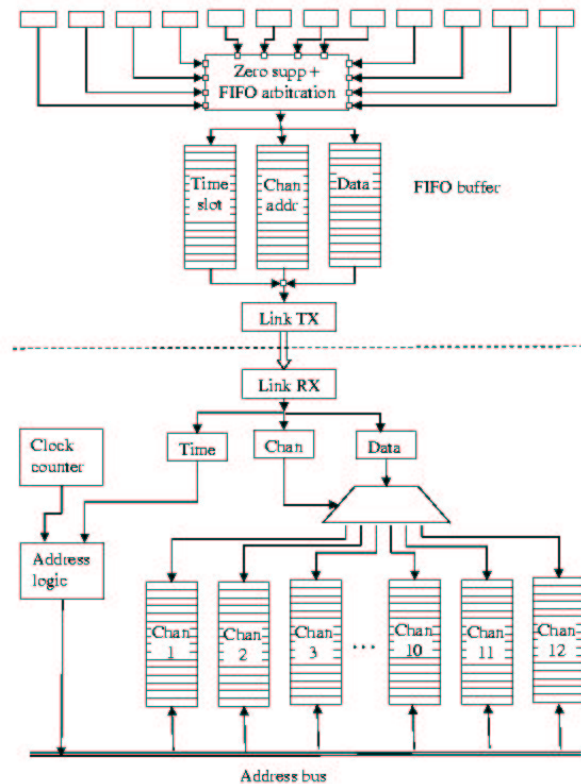 Zero supp +
FIFO arbitration
Time
slot
Chan
addr
Data
FIFO buffer
Link TX
Link RX
Clock
counter
Time
Chan
Data
Address
logic
Chan
1
Chan
2
Chan
3
...
Chan
10
Chan
11
Chan
12
Address bus